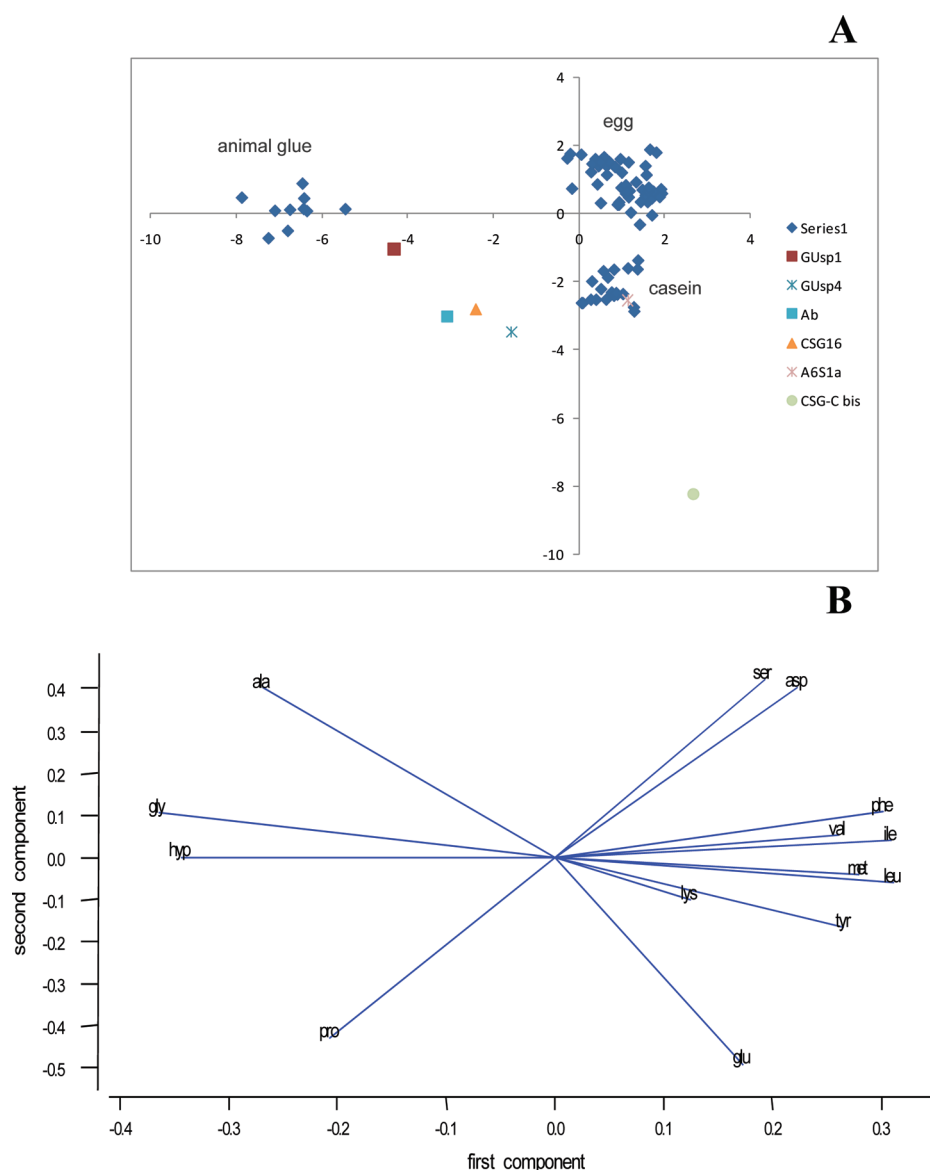 A
4
animal glue
egg
2
0
-10
-8
-6
-4
-2
0
2
4
Series1
GUsp1
-2
casein
GUsp4
Ab
-4
CSG16
A6S1a
-6
CSG-C bis
-8
-10
B
ser
asp
ala
0.4
0.3
0.2
phe
gly
0.1
val
ile
hyp
0.0
met
leu
lys
-0.1
tyr
-0.2
second component
-0.3
pro
-0.4
glu
-0.5
-0.4
-0.3
-0.2
-0.1
0.0
0.1
0.2
0.3
first component